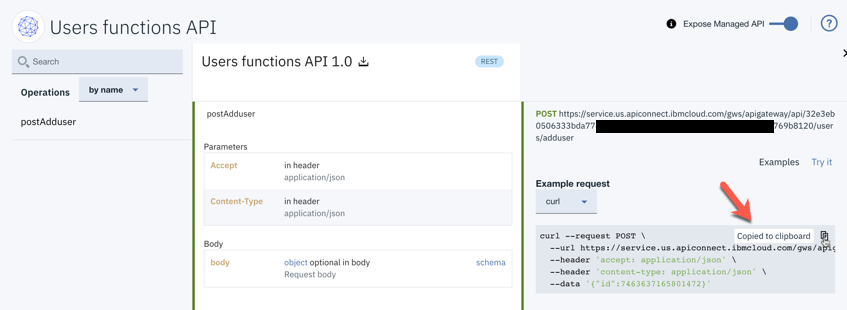 Users functions API
Expose Managed API
Search
Operations
by name
postAdduser
Users functions API 1.0
REST
postAdduser
Parameters
Accept
in header
application/json
Content-Type
in header
application/json
Body
body
object optional in body
schema
Request body
POST https://service.us.apiconnect.ibmcloud.com/gws/apigateway/api/32e3eb
0506333bda77 769b8120/user
s/adduser
Examples
Try it
Example request
curl
Copied to clipboard
curl --request POST \
--url https://service.us.apiconnect.ibmcloud.com/gws/apig
--header 'accept: application/json' \
--header 'content-type: application/json' \
--data '{"id":7463637165801472}'